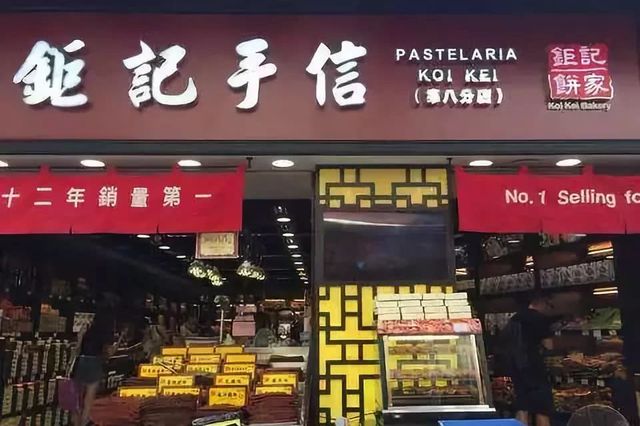 鉅記手信
PASTELARIA
KOI KEI
(李八分店)
鉅記
餅家
Koi Kei Bakery
十二年銷量第一
No.1 Selling fo